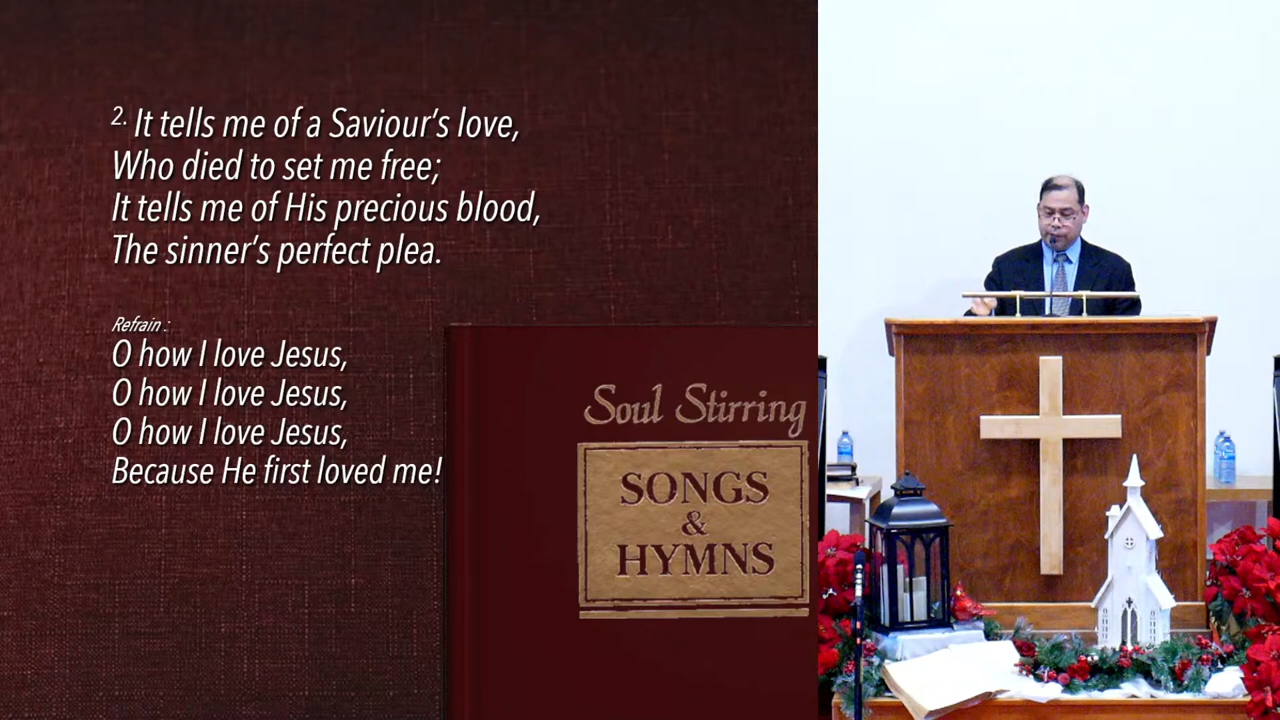 2. It tells me of a Saviour's love,
Who died to set me free;
It tells me of His precious blood,
The sinner's perfect plea.
Refrain :
O how I love Jesus,
O how I love Jesus,
O how I love Jesus,
Because He first loved me!
Soul Stirring
SONGS
&
HYMNS